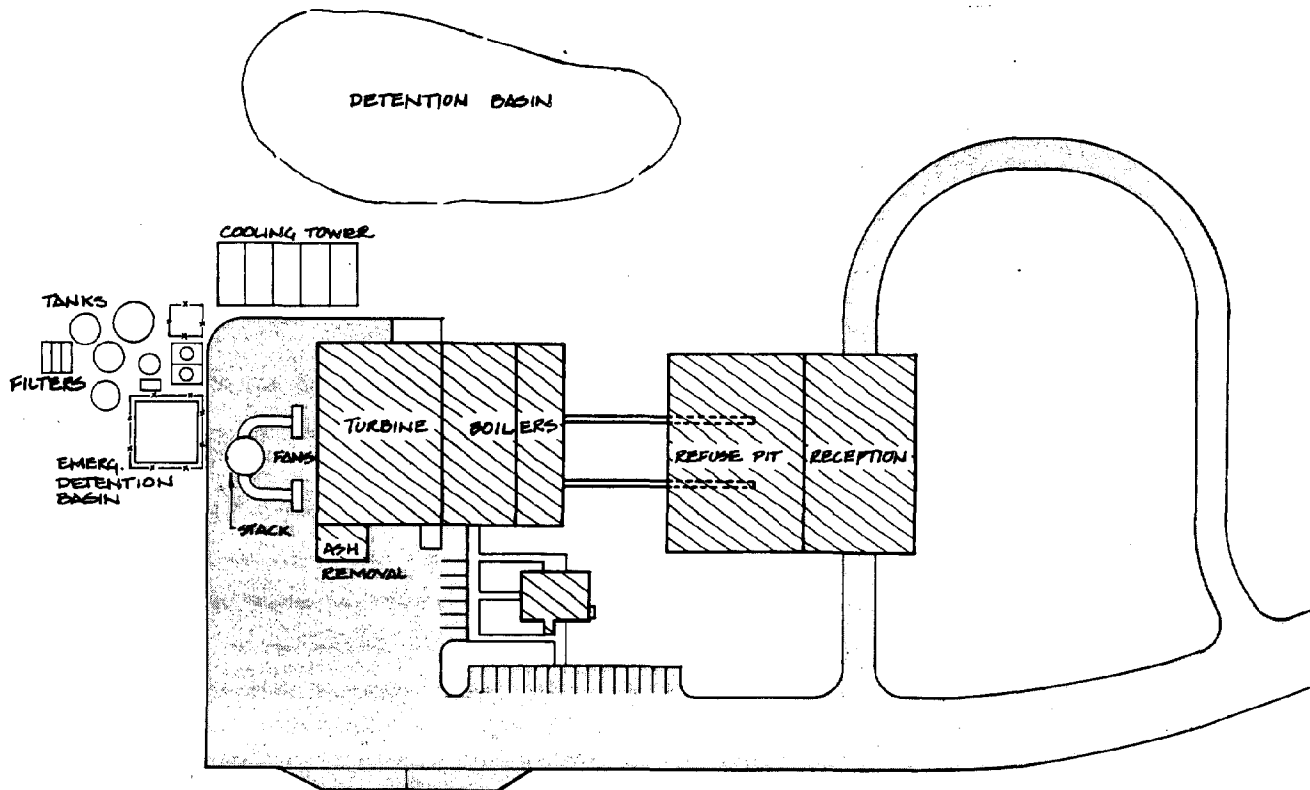 DETENTION BASIN
COOLING TOWER
TANKS
FILTERS
TURBINE
BOILERS
FANS
REFUSE PIT
RECEPTION
EMERG.
DETENTION
BASIN
STACK
ASH
REMOVAL